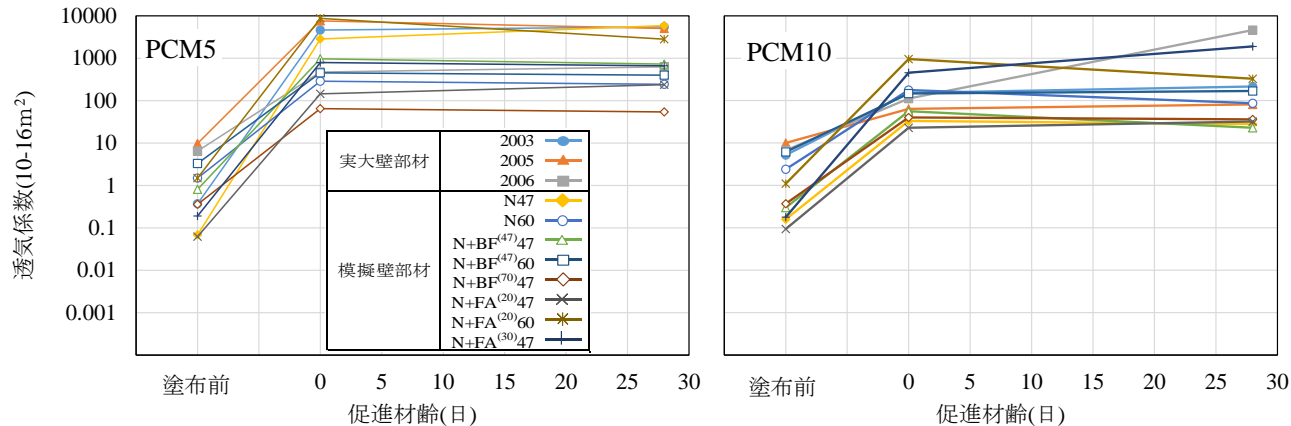 PCM5
PCM10
透気係数(10-16m²)
10000
1000
100
10
1
0.1
0.01
0.001
実大壁部材
2003
2005
2006
模擬壁部材
N47
N60
N+BF⁽⁴⁷⁾47
N+BF⁽⁴⁷⁾60
N+BF⁽⁷⁰⁾47
N+FA⁽²⁰⁾47
N+FA⁽²⁰⁾60
N+FA⁽³⁰⁾47
塗布前 0 5 10 15 20 25 30
促進材齢(日)
塗布前 0 5 10 15 20 25 30
促進材齢(日)